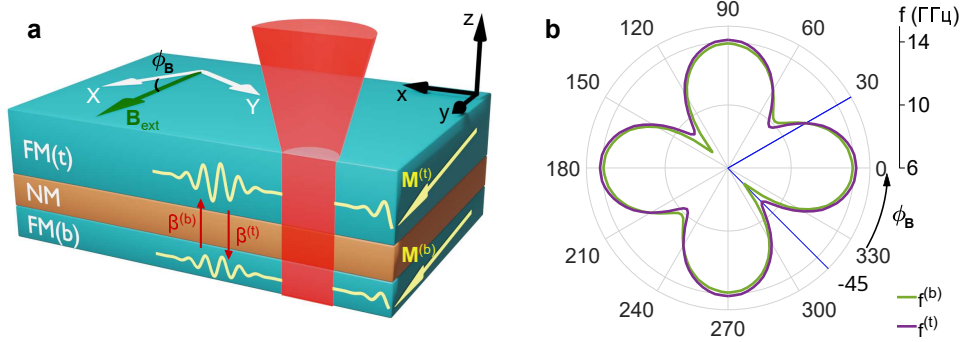 a
z
ϕB
X
Y
Bext
x
y
FM(t)
NM
FM(b)
M(t)
M(b)
β(b)
β(t)
b
f (ГГц)
14
10
6
90
120
60
150
30
180
0
210
330
-45
240
300
270
ϕB
f(b)
f(t)